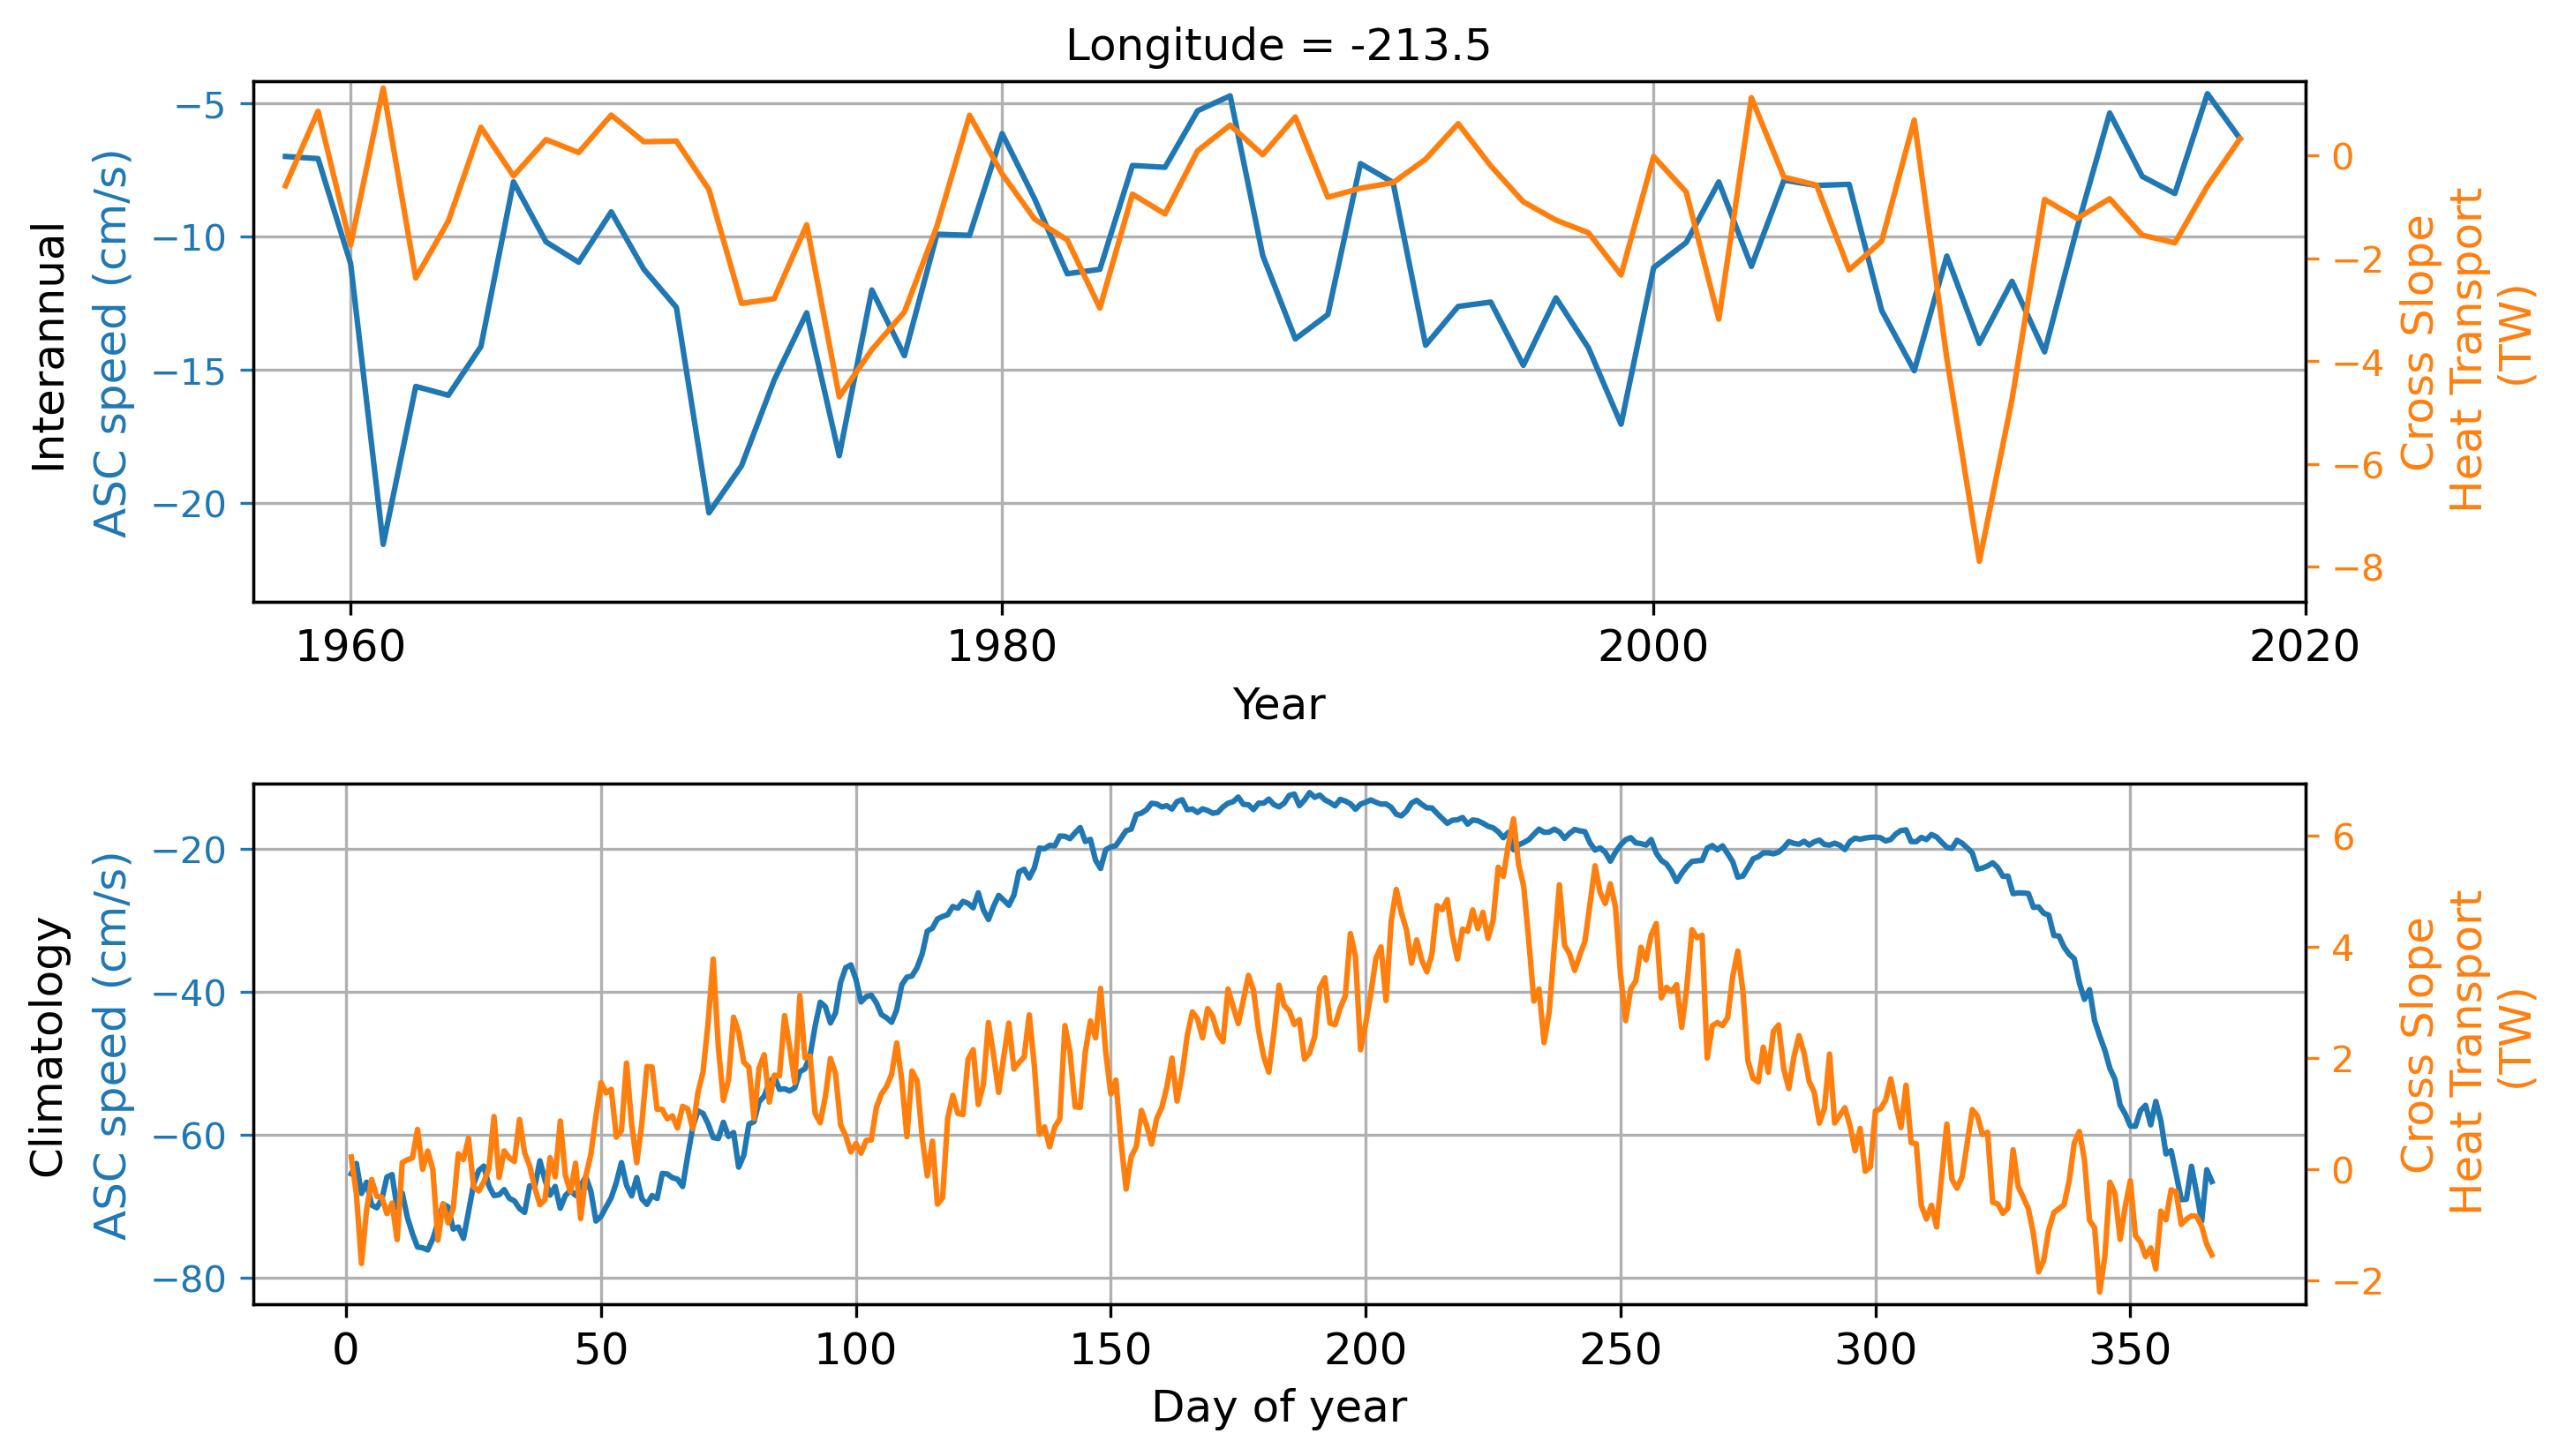 Longitude = -213.5
Interannual
ASC speed (cm/s)
−5
−10
−15
−20
0
−2
−4
−6
−8
Cross Slope
Heat Transport
(TW)
1960
1980
2000
2020
Year
Climatology
ASC speed (cm/s)
−20
−40
−60
−80
6
4
2
0
−2
Cross Slope
Heat Transport
(TW)
0
50
100
150
200
250
300
350
Day of year